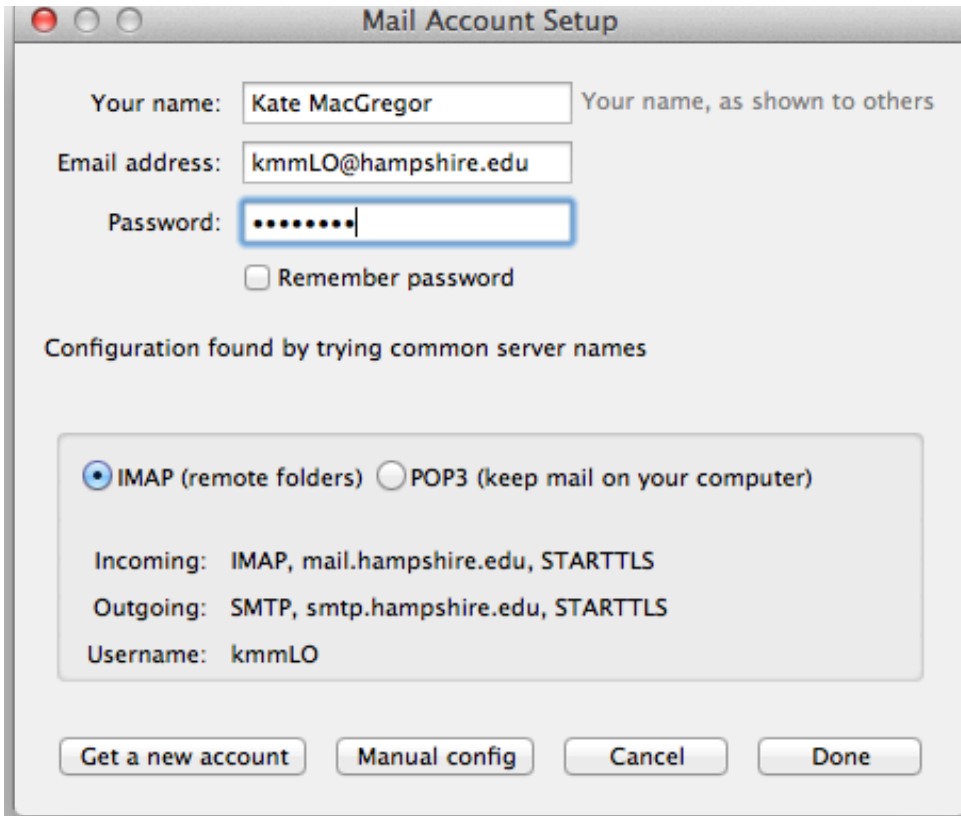 Mail Account Setup
Your name: Kate MacGregor Your name, as shown to others
Email address: kmmLO@hampshire.edu
Password: ••••••••
Remember password
Configuration found by trying common server names
IMAP (remote folders) POP3 (keep mail on your computer)
Incoming: IMAP, mail.hampshire.edu, STARTTLS
Outgoing: SMTP, smtp.hampshire.edu, STARTTLS
Username: kmmLO
Get a new account Manual config Cancel Done